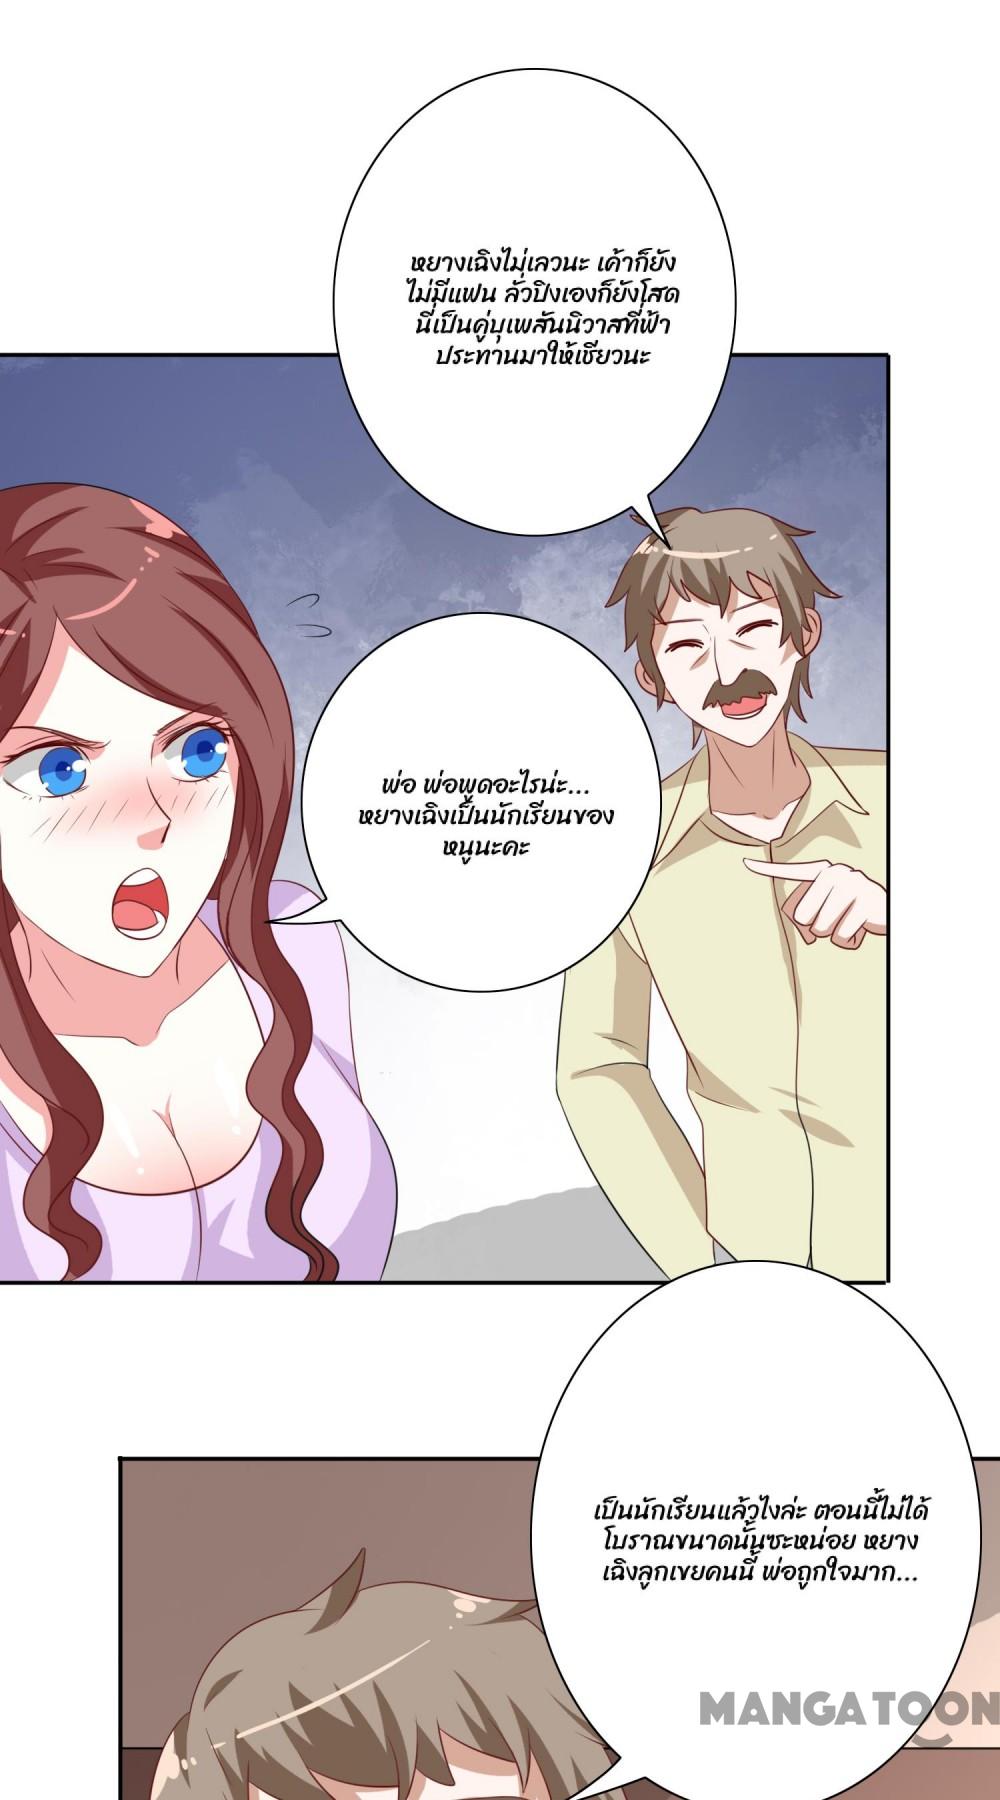 หยางเฉิงไม่เลวนะ เค้าก็ยัง
ไม่มีแฟน ลั่วปิงเองก็ยังโสด
นี่เป็นคู่บุเพสันนิวาสที่ฟ้า
ประทานมาให้เชียวนะ
พ่อ พ่อพูดอะไรน่ะ...
หยางเฉิงเป็นนักเรียนของ
หนูนะคะ
เป็นนักเรียนแล้วไงล่ะ ตอนนี้ไม่ได้
โบราณขนาดนั้นซะหน่อย หยาง
เฉิงลูกเขยคนนี้ พ่อถูกใจมาก...
MANGATOON